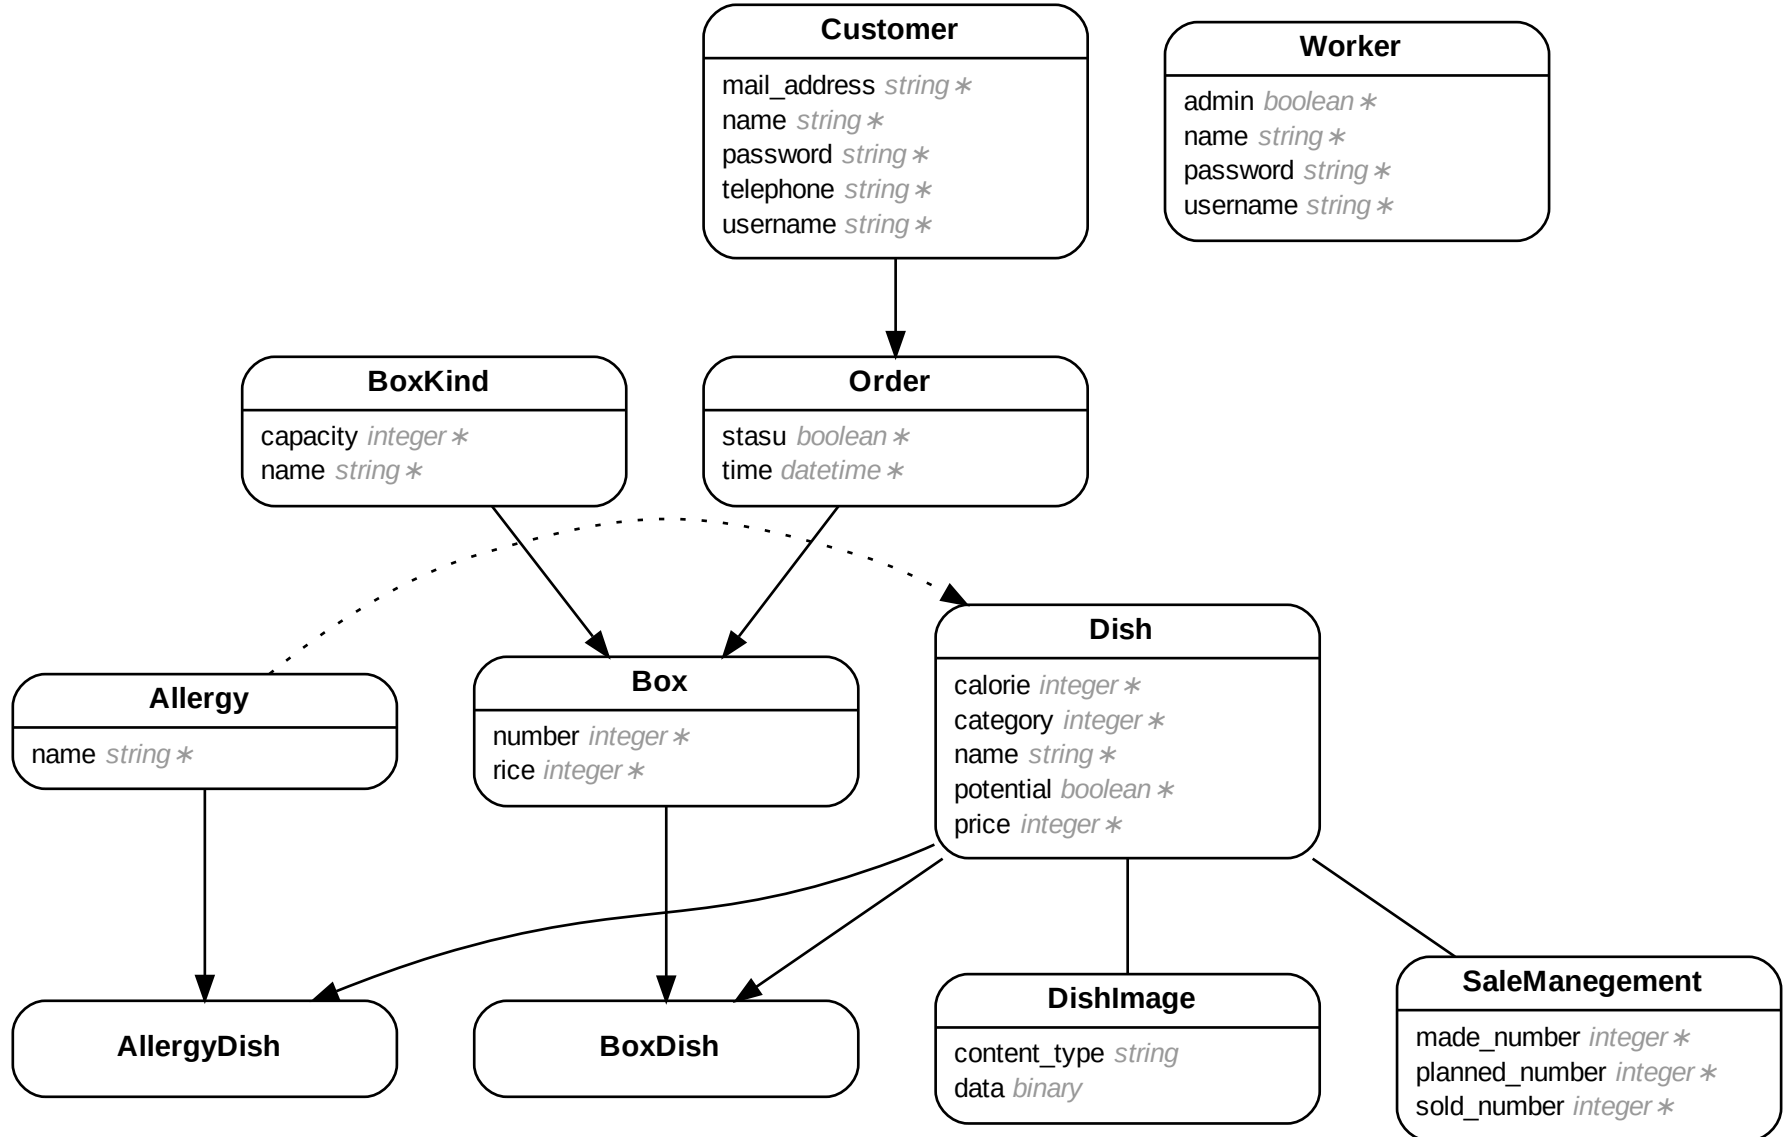 Customer
mail_address string∗
name string∗
password string∗
telephone string∗
username string∗
Worker
admin boolean∗
name string∗
password string∗
username string∗
BoxKind
capacity integer∗
name string∗
Order
stasu boolean∗
time datetime∗
Allergy
name string∗
Box
number integer∗
rice integer∗
Dish
calorie integer∗
category integer∗
name string∗
potential boolean∗
price integer∗
AllergyDish
BoxDish
DishImage
content_type string
data binary
SaleManegement
made_number integer∗
planned_number integer∗
sold_number integer∗